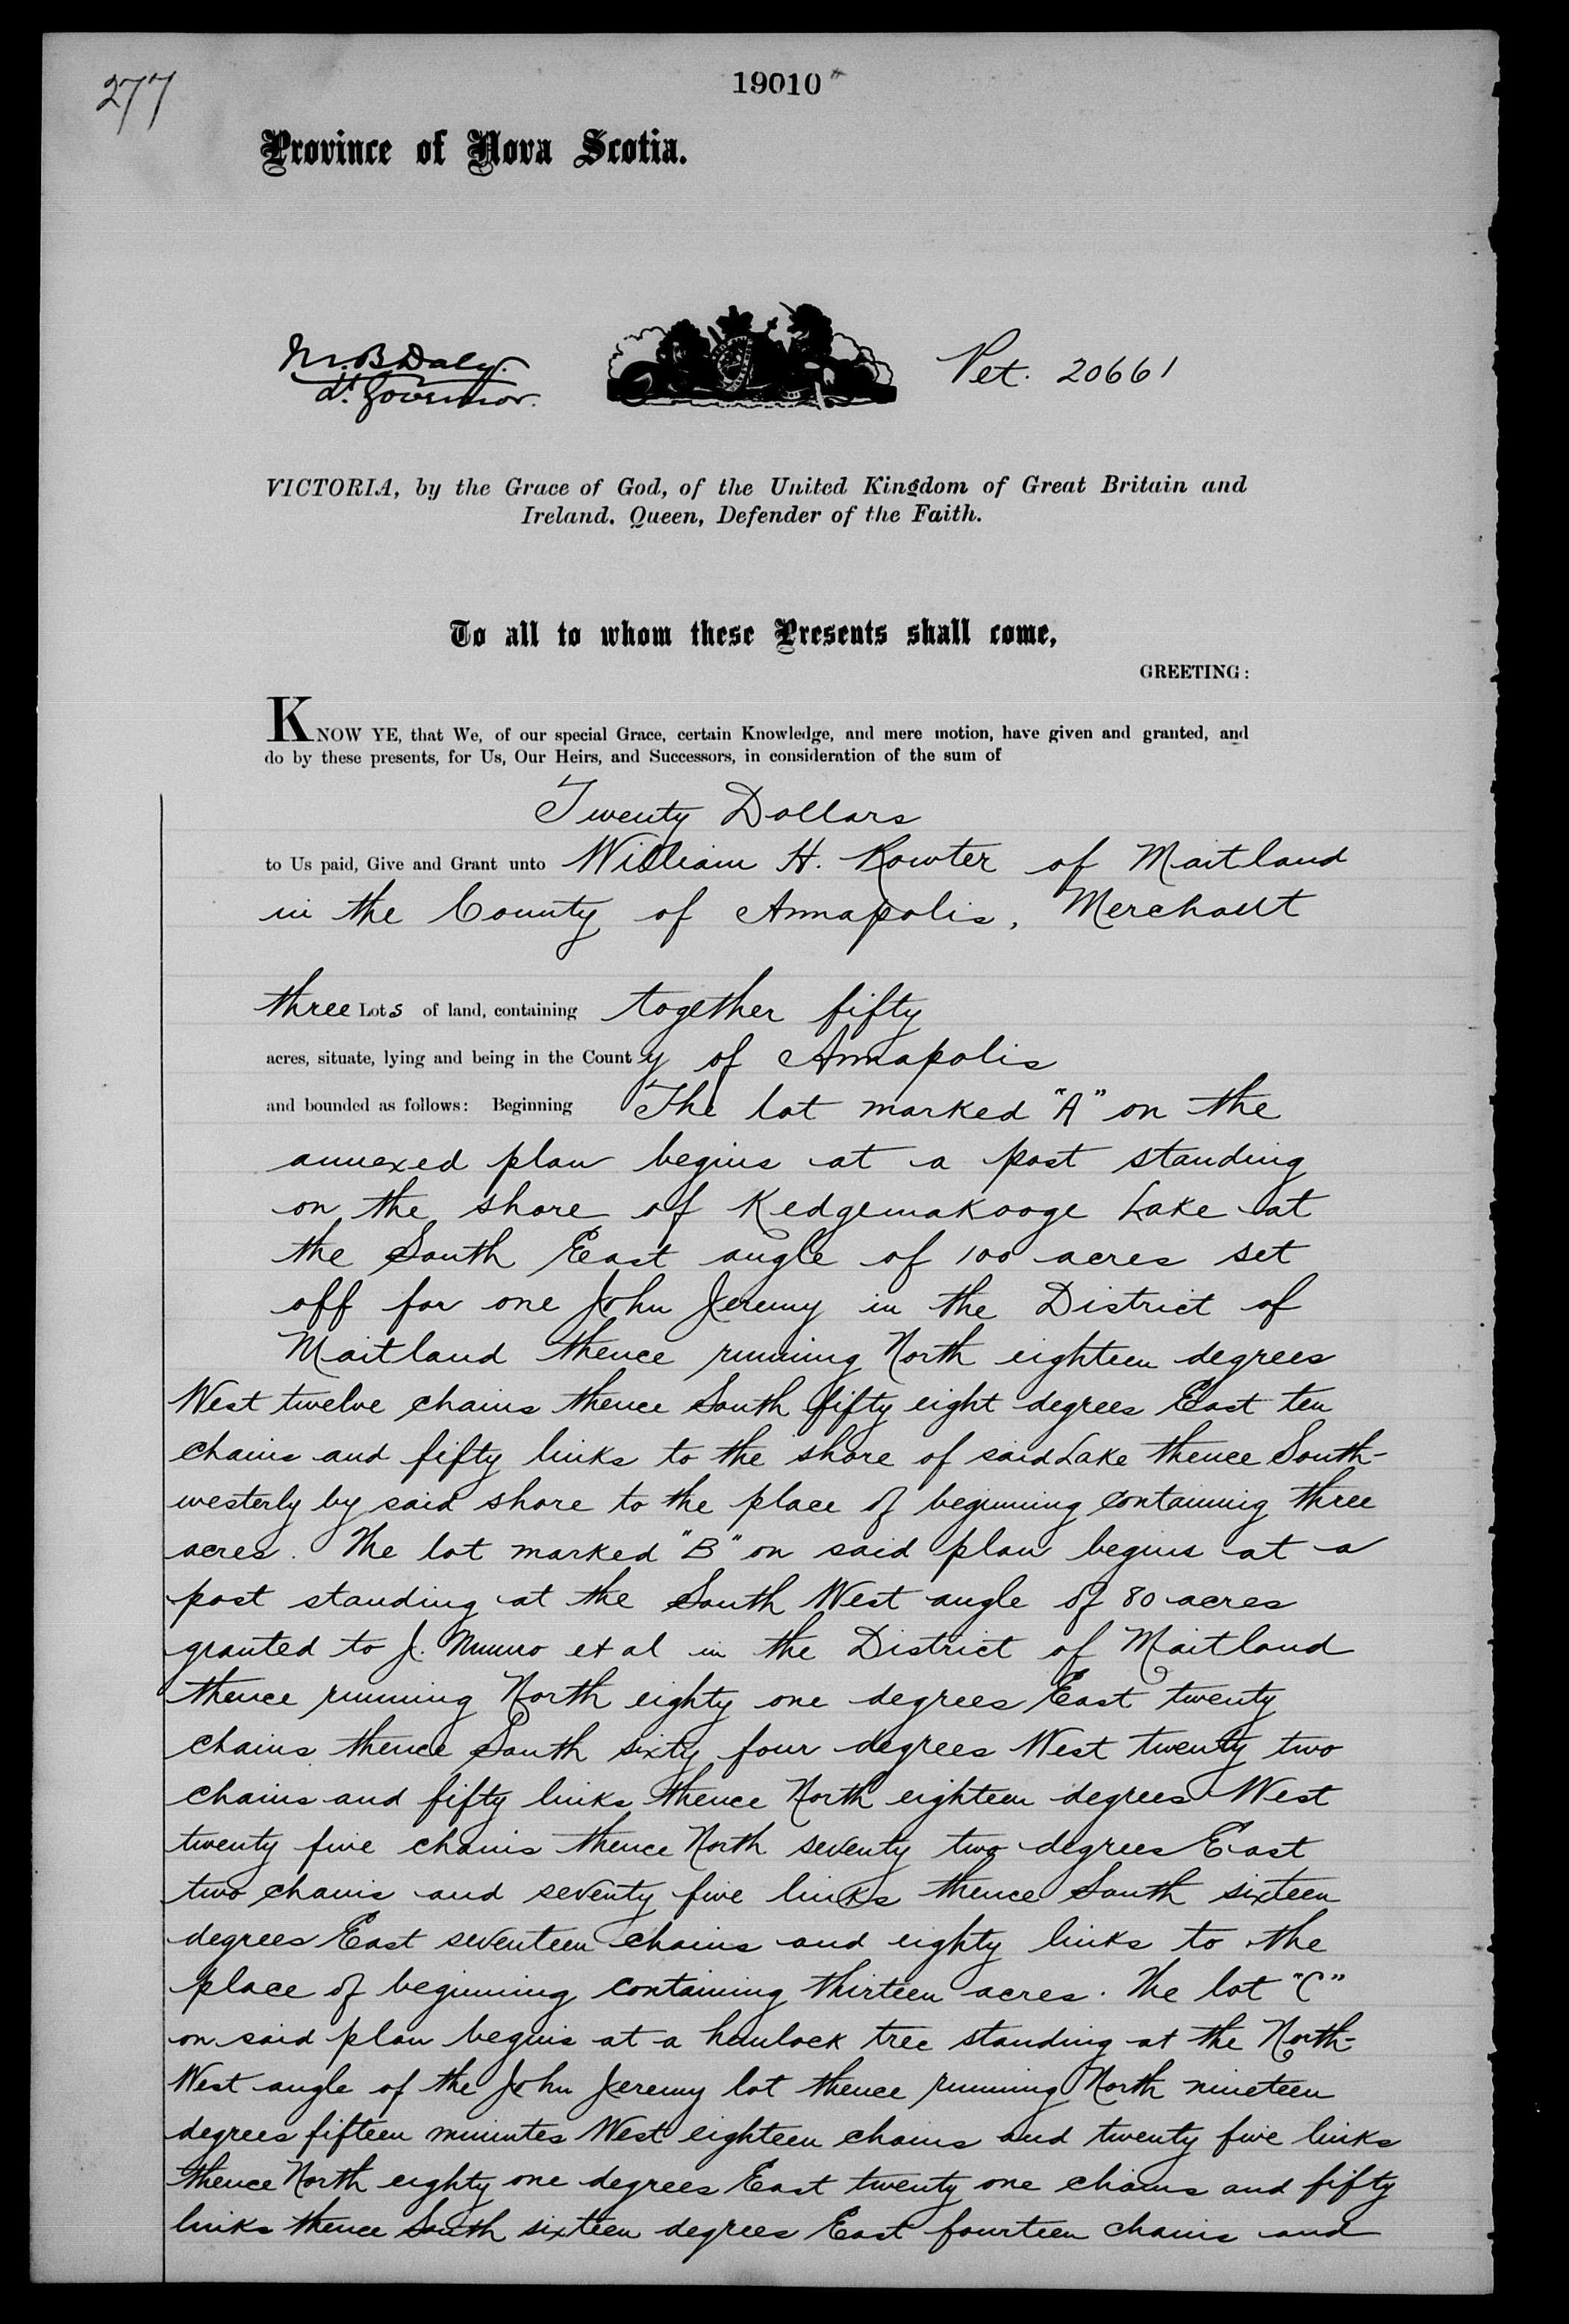 277
19010
Province of Nova Scotia.
M. B Daly.
Lt. Governor.
Pet. 20661
VICTORIA, by the Grace of God, of the United Kingdom of Great Britain and
Ireland. Queen, Defender of the Faith.
To all to whom these Presents shall come,
GREETING:
KNOW YE, that We, of our special Grace, certain Knowledge, and mere motion, have given and granted, and
do by these presents, for Us, Our Heirs, and Successors, in consideration of the sum of
Twenty Dollars
to Us paid, Give and Grant unto William H. Rowter of Maitland
in the County of Annapolis, Merchant
three Lots of land, containing together fifty
acres, situate, lying and being in the County of Annapolis
and bounded as follows: Beginning The lot marked "A" on the
annexed plan begins at a post standing
on the shore of Kedgemakooge Lake at
the South East angle of 100 acres set
off for one John Jeremy in the District of
Maitland thence running North eighteen degrees
West twelve chains thence South fifty eight degrees East ten
chains and fifty links to the shore of said Lake thence South-
westerly by said shore to the place of beginning containing three
acres. The lot marked "B" on said plan begins at a
post standing at the South West angle of 80 acres
granted to J. Munro et al in the District of Maitland
thence running North eighty one degrees East twenty
chains thence South sixty four degrees West twenty two
chains and fifty links thence North eighteen degrees West
twenty five chains thence North seventy two degrees East
two chains and seventy five links thence South sixteen
degrees East seventeen chains and eighty links to the
place of beginning containing thirteen acres. The lot "C"
on said plan begins at a hemlock tree standing at the North-
West angle of the John Jeremy lot thence running North nineteen
degrees fifteen minutes West eighteen chains and twenty five links
thence North eighty one degrees East twenty one chains and fifty
links thence South sixteen degrees East fourteen chains and